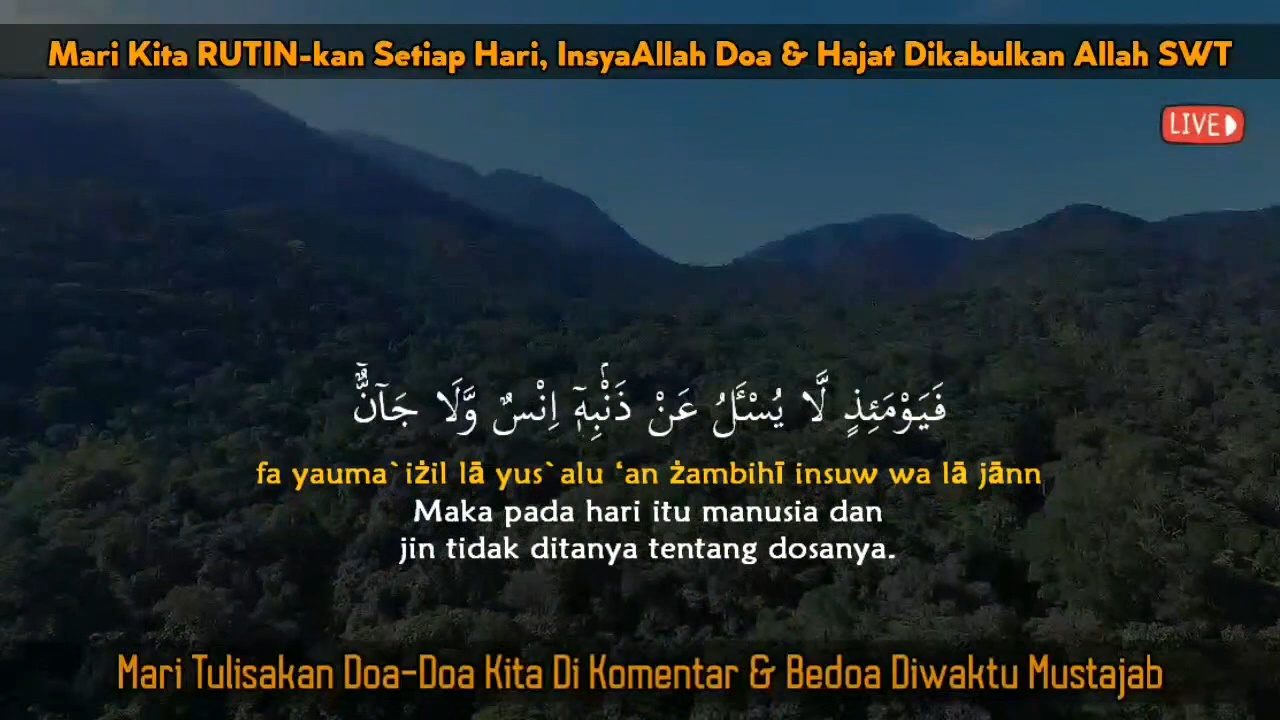 Mari Kita RUTIN-kan Setiap Hari, InsyaAllah Doa & Hajat Dikabulkan Allah SWT
LIVE
فَيَوْمَئِذٍ لَّا يُسْـَٔلُ عَنْ ذَنْۢبِهٖٓ اِنْسٌ وَّلَا جَاۤنٌّۚ
fa yauma`iżil lā yus`alu ‘an żambihī insuw wa lā jānn
Maka pada hari itu manusia dan
jin tidak ditanya tentang dosanya.
Mari Tulisakan Doa-Doa Kita Di Komentar & Bedoa Diwaktu Mustajab